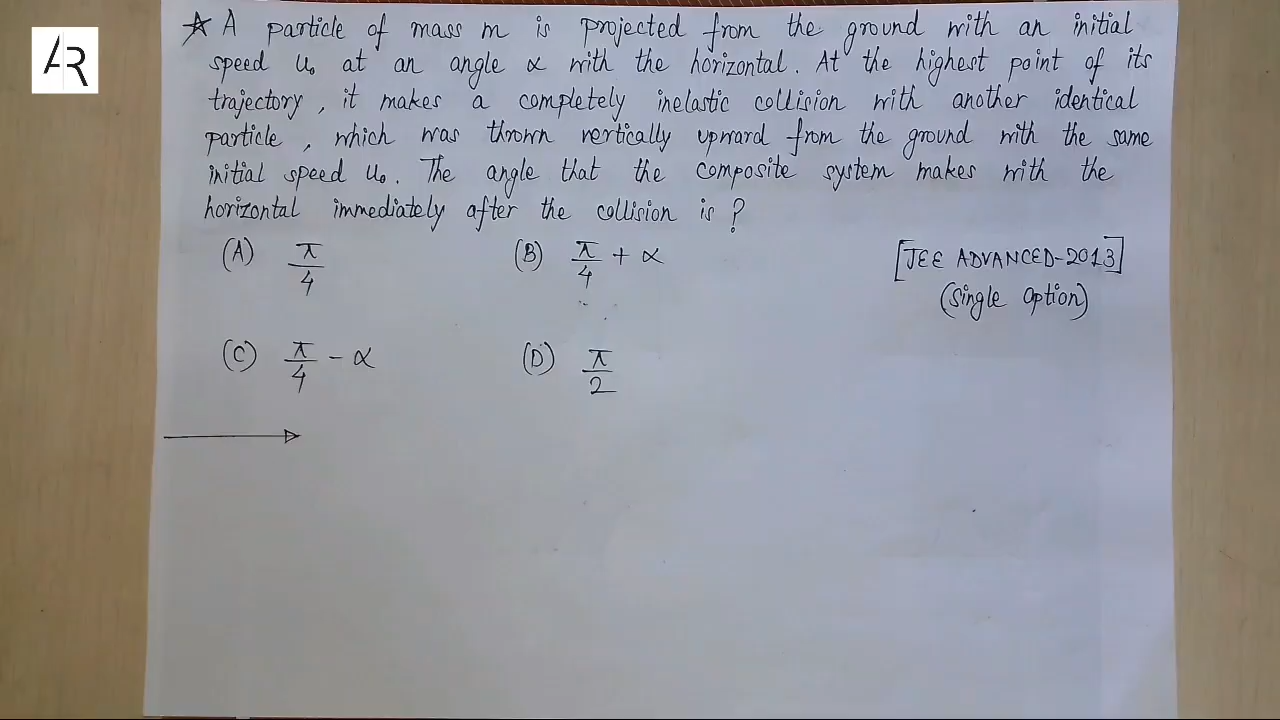 AR
☆ A particle of mass m is projected from the ground with an initial
speed u₀ at an angle α with the horizontal. At the highest point of its
trajectory, it makes a completely inelastic collision with another identical
particle, which was thrown vertically upward from the ground with the same
initial speed u₀. The angle that the composite system makes with the
horizontal immediately after the collision is ?
(A) π/4 (B) π/4 + α [JEE ADVANCED-2013]
(Single Option)
(C) π/4 - α (D) π/2